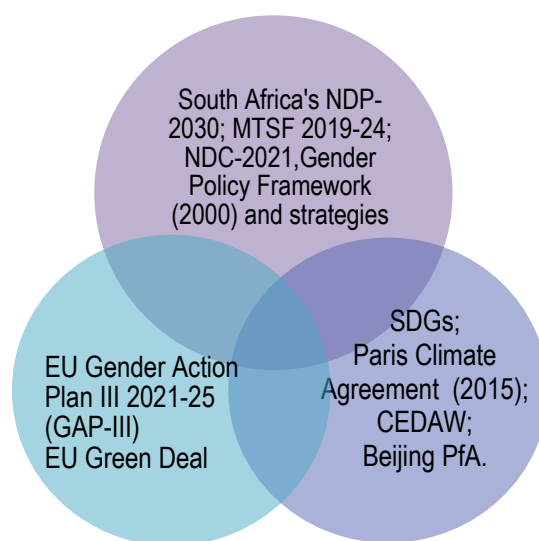 South Africa's NDP-
2030; MTSF 2019-24;
NDC-2021,Gender
Policy Framework
(2000) and strategies
EU Gender Action
Plan III 2021-25
(GAP-III)
EU Green Deal
SDGs;
Paris Climate
Agreement (2015);
CEDAW;
Beijing PfA.